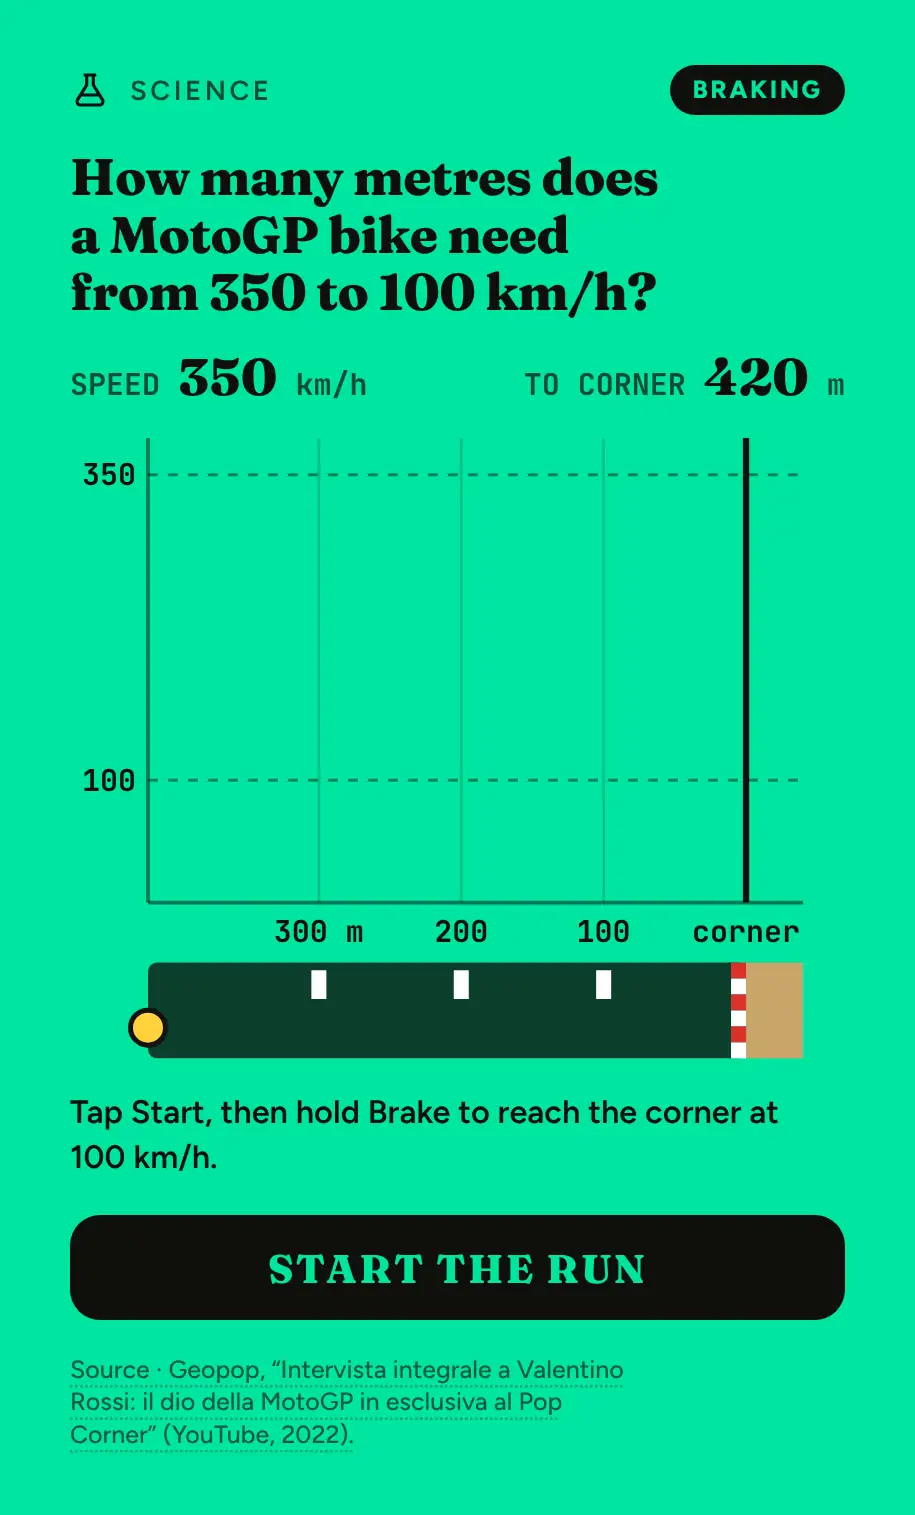 SCIENCE
BRAKING
How many metres does
a MotoGP bike need
from 350 to 100 km/h?
SPEED 350 km/h
TO CORNER 420 m
350
100
300 m 200 100 corner
Tap Start, then hold Brake to reach the corner at
100 km/h.
START THE RUN
Source · Geopop, “Intervista integrale a Valentino
Rossi: il dio della MotoGP in esclusiva al Pop
Corner” (YouTube, 2022).